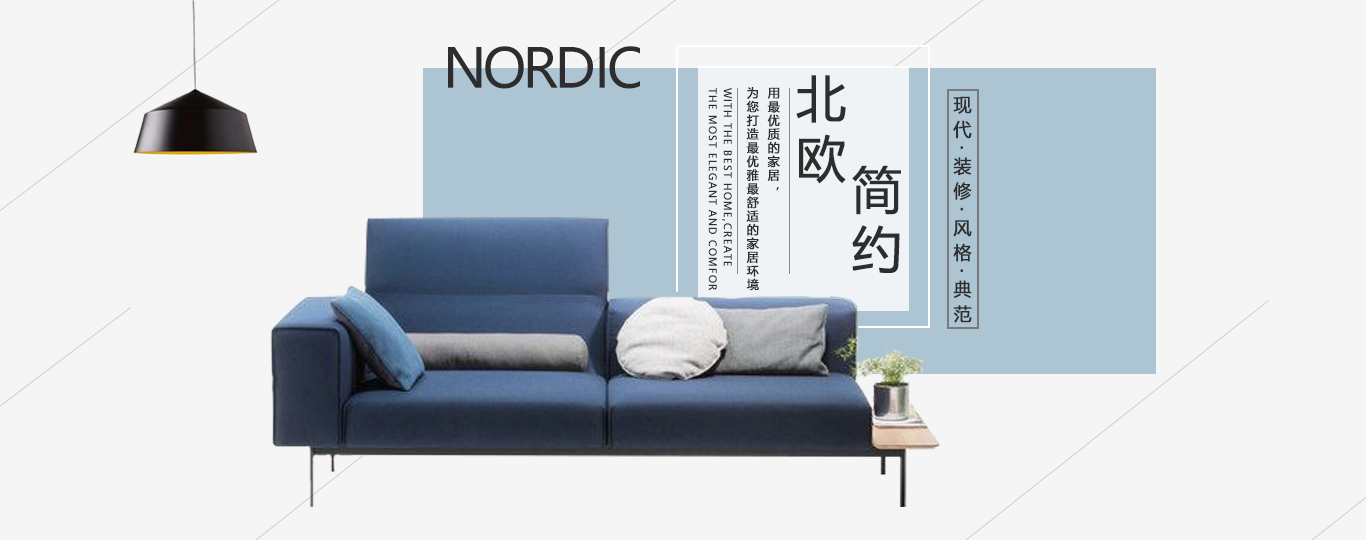 NORDIC
北欧
简约
用最优质的家居，
为您打造最优雅最舒适的家居环境
WITH THE BEST HOME,CREATE
THE MOST ELEGANT AND COMFOR
现代·装修·风格·典范